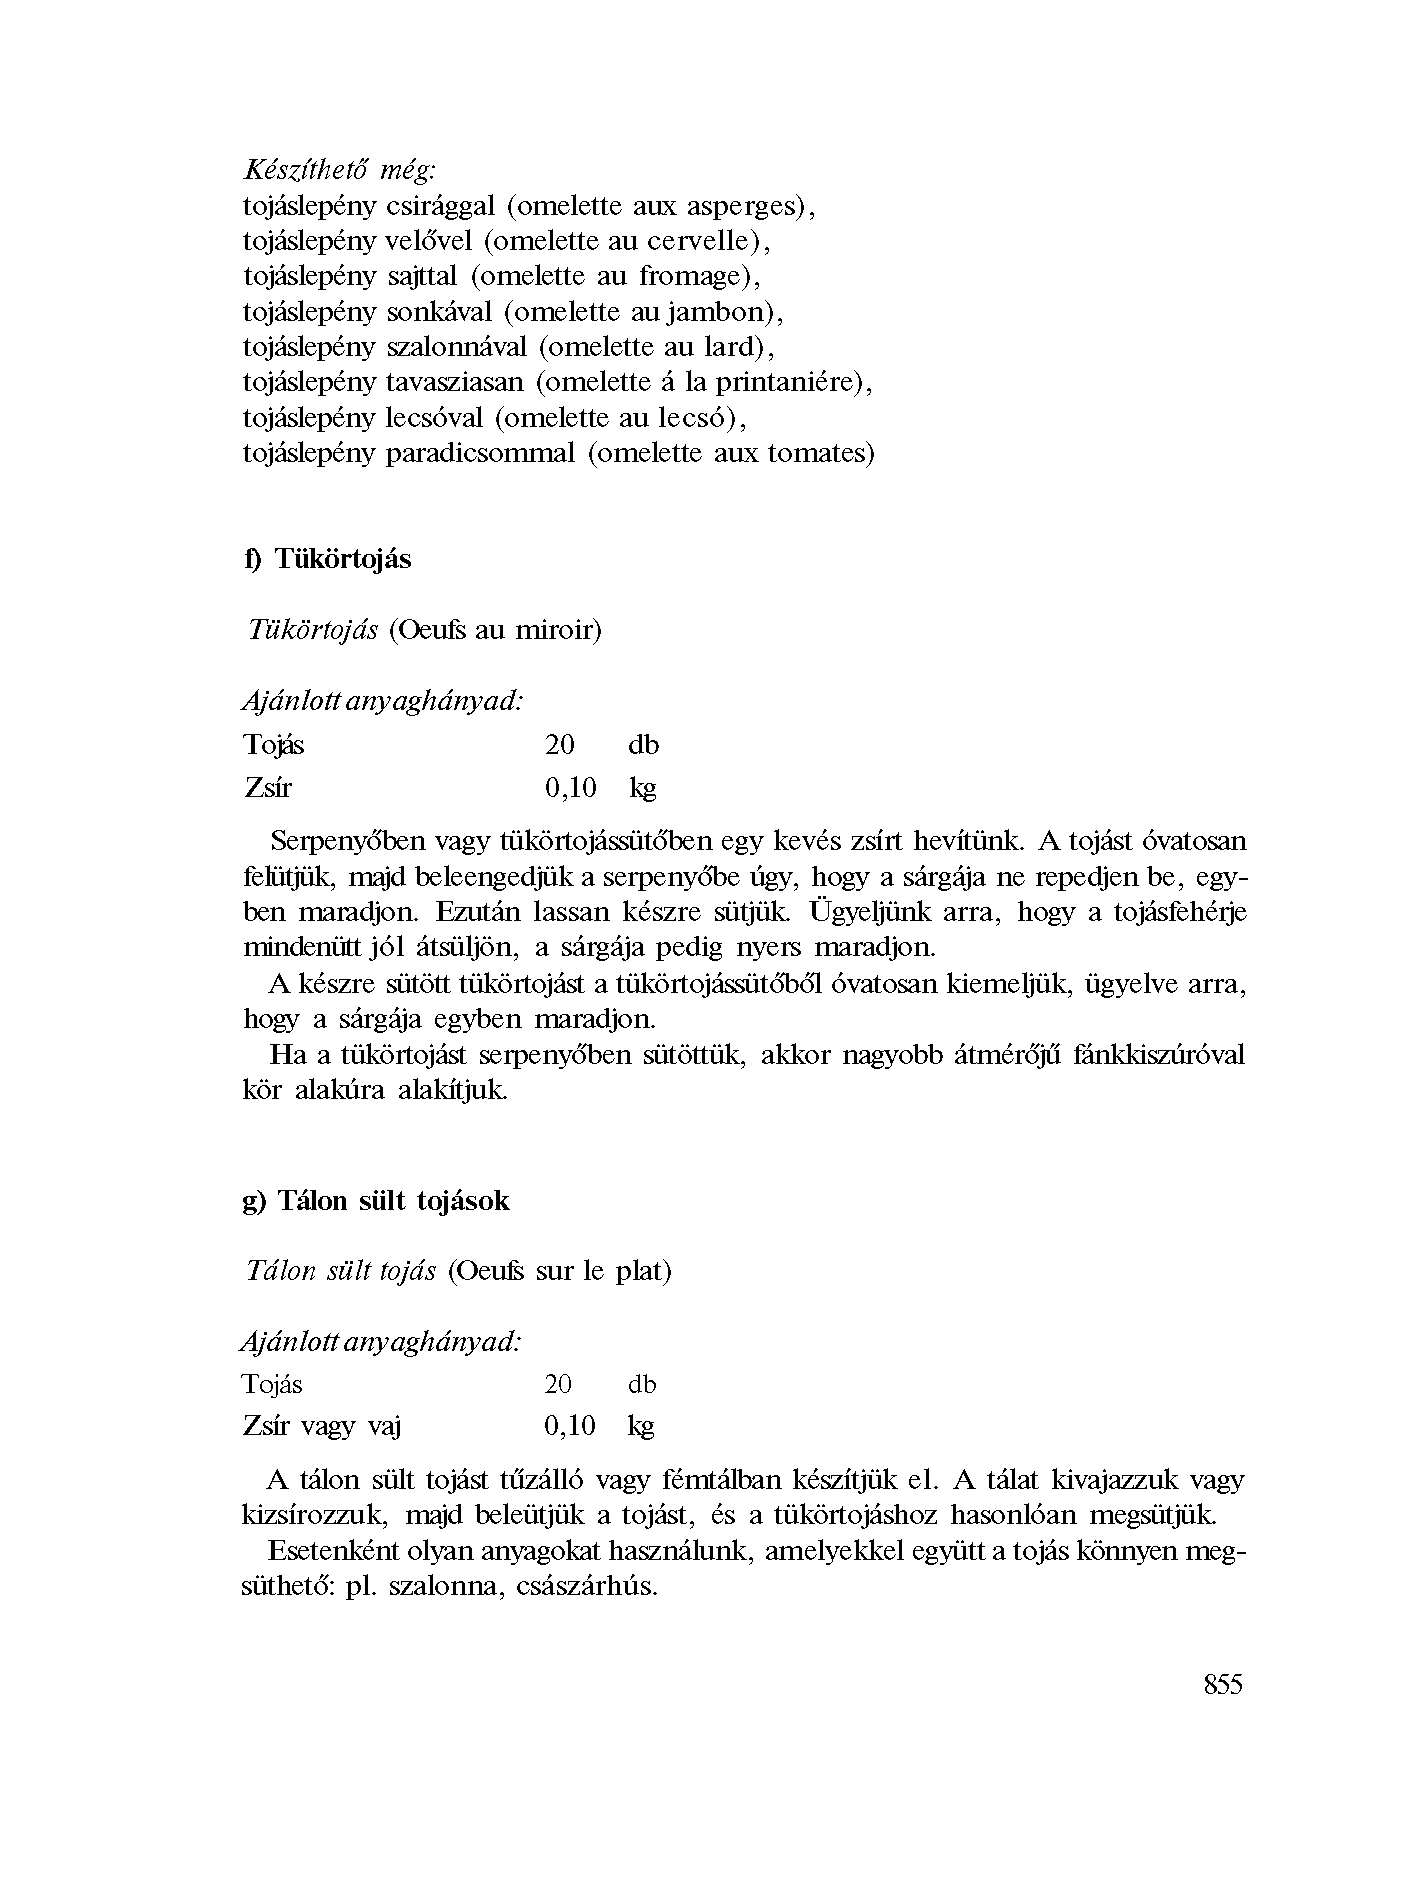 Készíthető még:
tojáslepény csirággal (omelette aux asperges),
tojáslepény velővel (omelette au cervelle),
tojáslepény sajttal (omelette au fromage),
tojáslepény sonkával (omelette au jambon),
tojáslepény szalonnával (omelette au lard),
tojáslepény tavasziasan (omelette á la printaniére),
tojáslepény lecsóval (omelette au lecsó),
tojáslepény paradicsommal (omelette aux tomates)
f) Tükörtojás
Tükörtojás (Oeufs au miroir)
Ajánlott anyaghányad:
Tojás 20 db
Zsír 0,10 kg
Serpenyőben vagy tükörtojássütőben egy kevés zsírt hevítünk. A tojást óvatosan
felütjük, majd beleengedjük a serpenyőbe úgy, hogy a sárgája ne repedjen be, egy-
ben maradjon. Ezután lassan készre sütjük. Ügyeljünk arra, hogy a tojásfehérje
mindenütt jól átsüljön, a sárgája pedig nyers maradjon.
A készre sütött tükörtojást a tükörtojássütőből óvatosan kiemeljük, ügyelve arra,
hogy a sárgája egyben maradjon.
Ha a tükörtojást serpenyőben sütöttük, akkor nagyobb átmérőjű fánkkiszúróval
kör alakúra alakítjuk.
g) Tálon sült tojások
Tálon sült tojás (Oeufs sur le plat)
Ajánlott anyaghányad:
Tojás 20 db
Zsír vagy vaj 0,10 kg
A tálon sült tojást tűzálló vagy fémtálban készítjük el. A tálat kivajazzuk vagy
kizsírozzuk, majd beleütjük a tojást, és a tükörtojáshoz hasonlóan megsütjük.
Esetenként olyan anyagokat használunk, amelyekkel együtt a tojás könnyen meg-
süthető: pl. szalonna, császárhús.
855